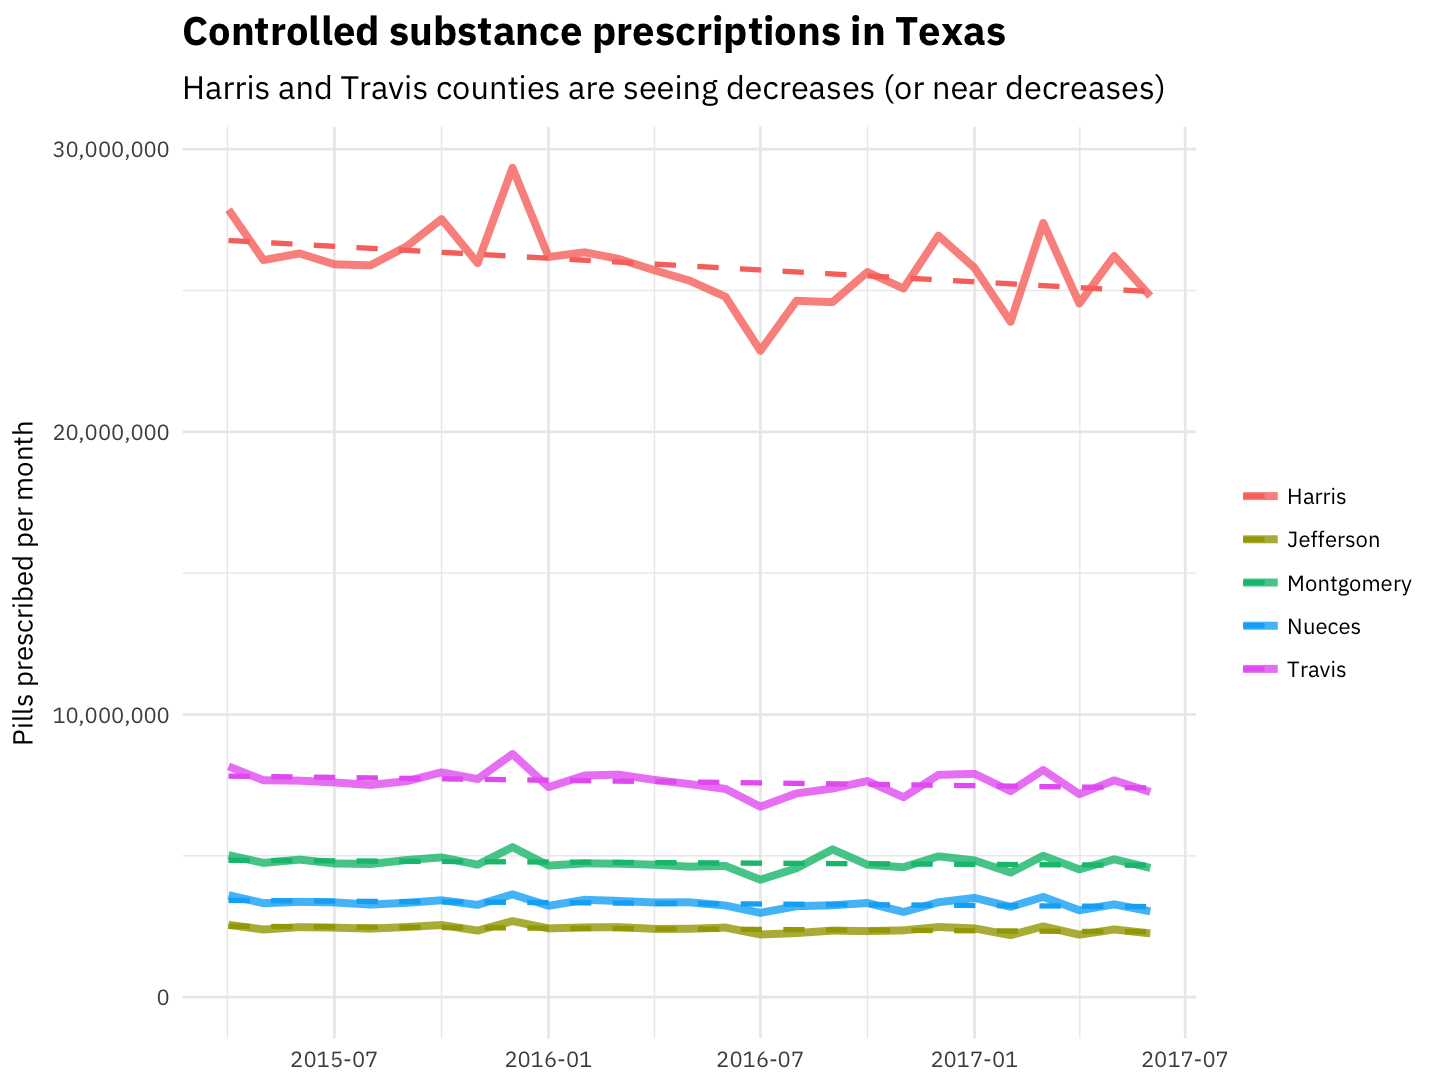 Controlled substance prescriptions in Texas
Harris and Travis counties are seeing decreases (or near decreases)
Pills prescribed per month
30,000,000
20,000,000
10,000,000
0
2015-07
2016-01
2016-07
2017-01
2017-07
Harris
Jefferson
Montgomery
Nueces
Travis